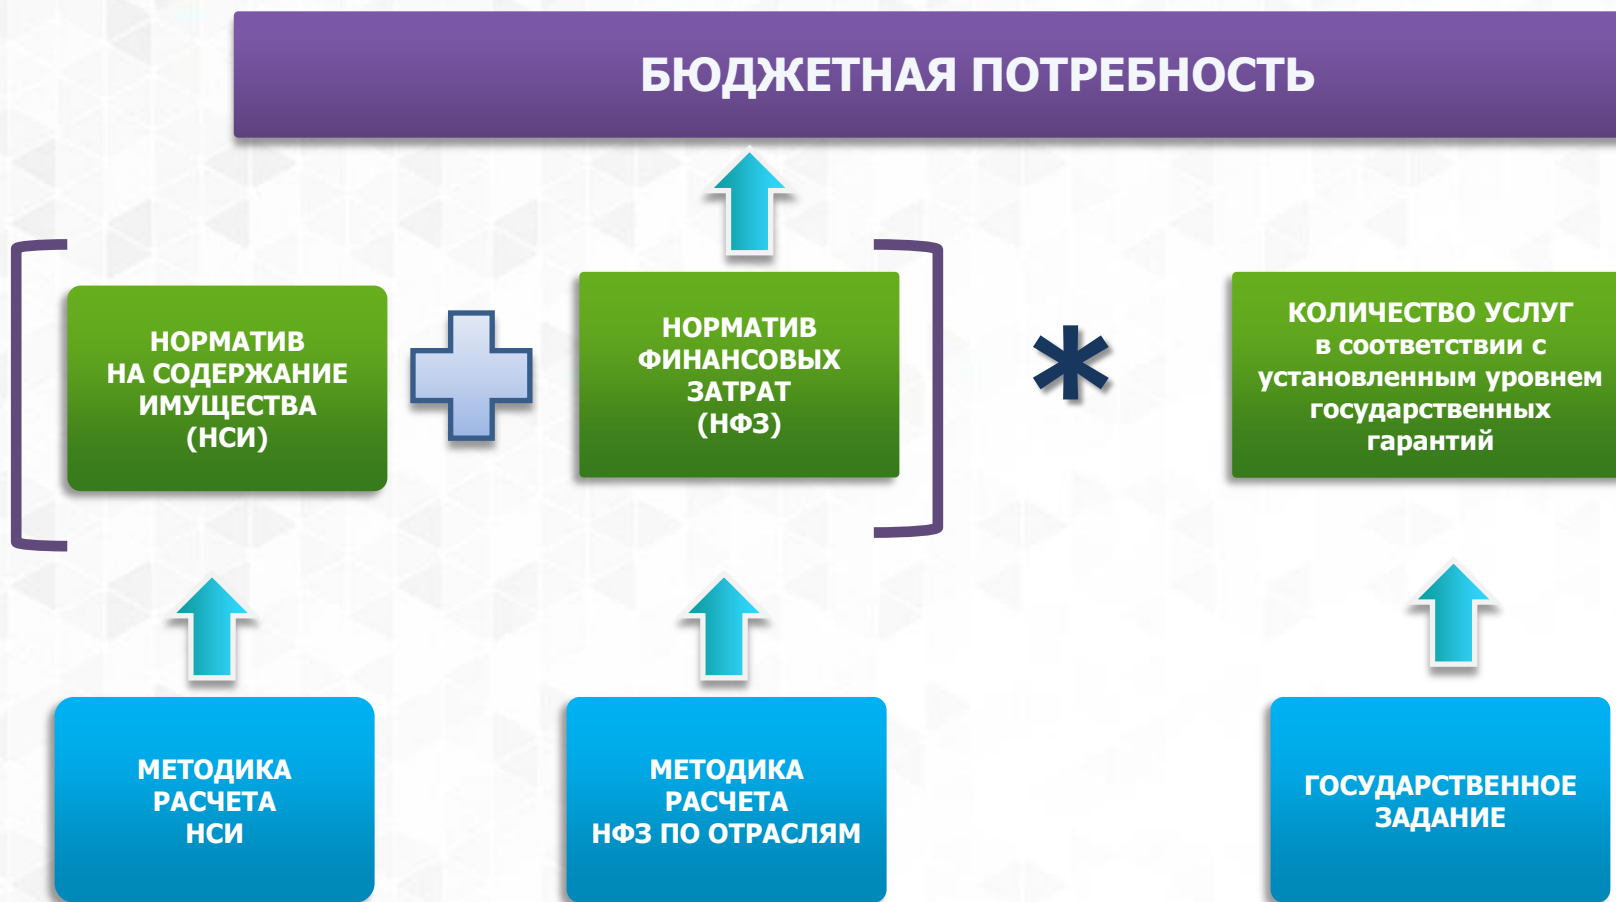 БЮДЖЕТНАЯ ПОТРЕБНОСТЬ
НОРМАТИВ
НА СОДЕРЖАНИЕ
ИМУЩЕСТВА
(НСИ)
НОРМАТИВ
ФИНАНСОВЫХ
ЗАТРАТ
(НФЗ)
*
КОЛИЧЕСТВО УСЛУГ
в соответствии с
установленным уровнем
государственных
гарантий
МЕТОДИКА
РАСЧЕТА
НСИ
МЕТОДИКА
РАСЧЕТА
НФЗ ПО ОТРАСЛЯМ
ГОСУДАРСТВЕННОЕ
ЗАДАНИЕ